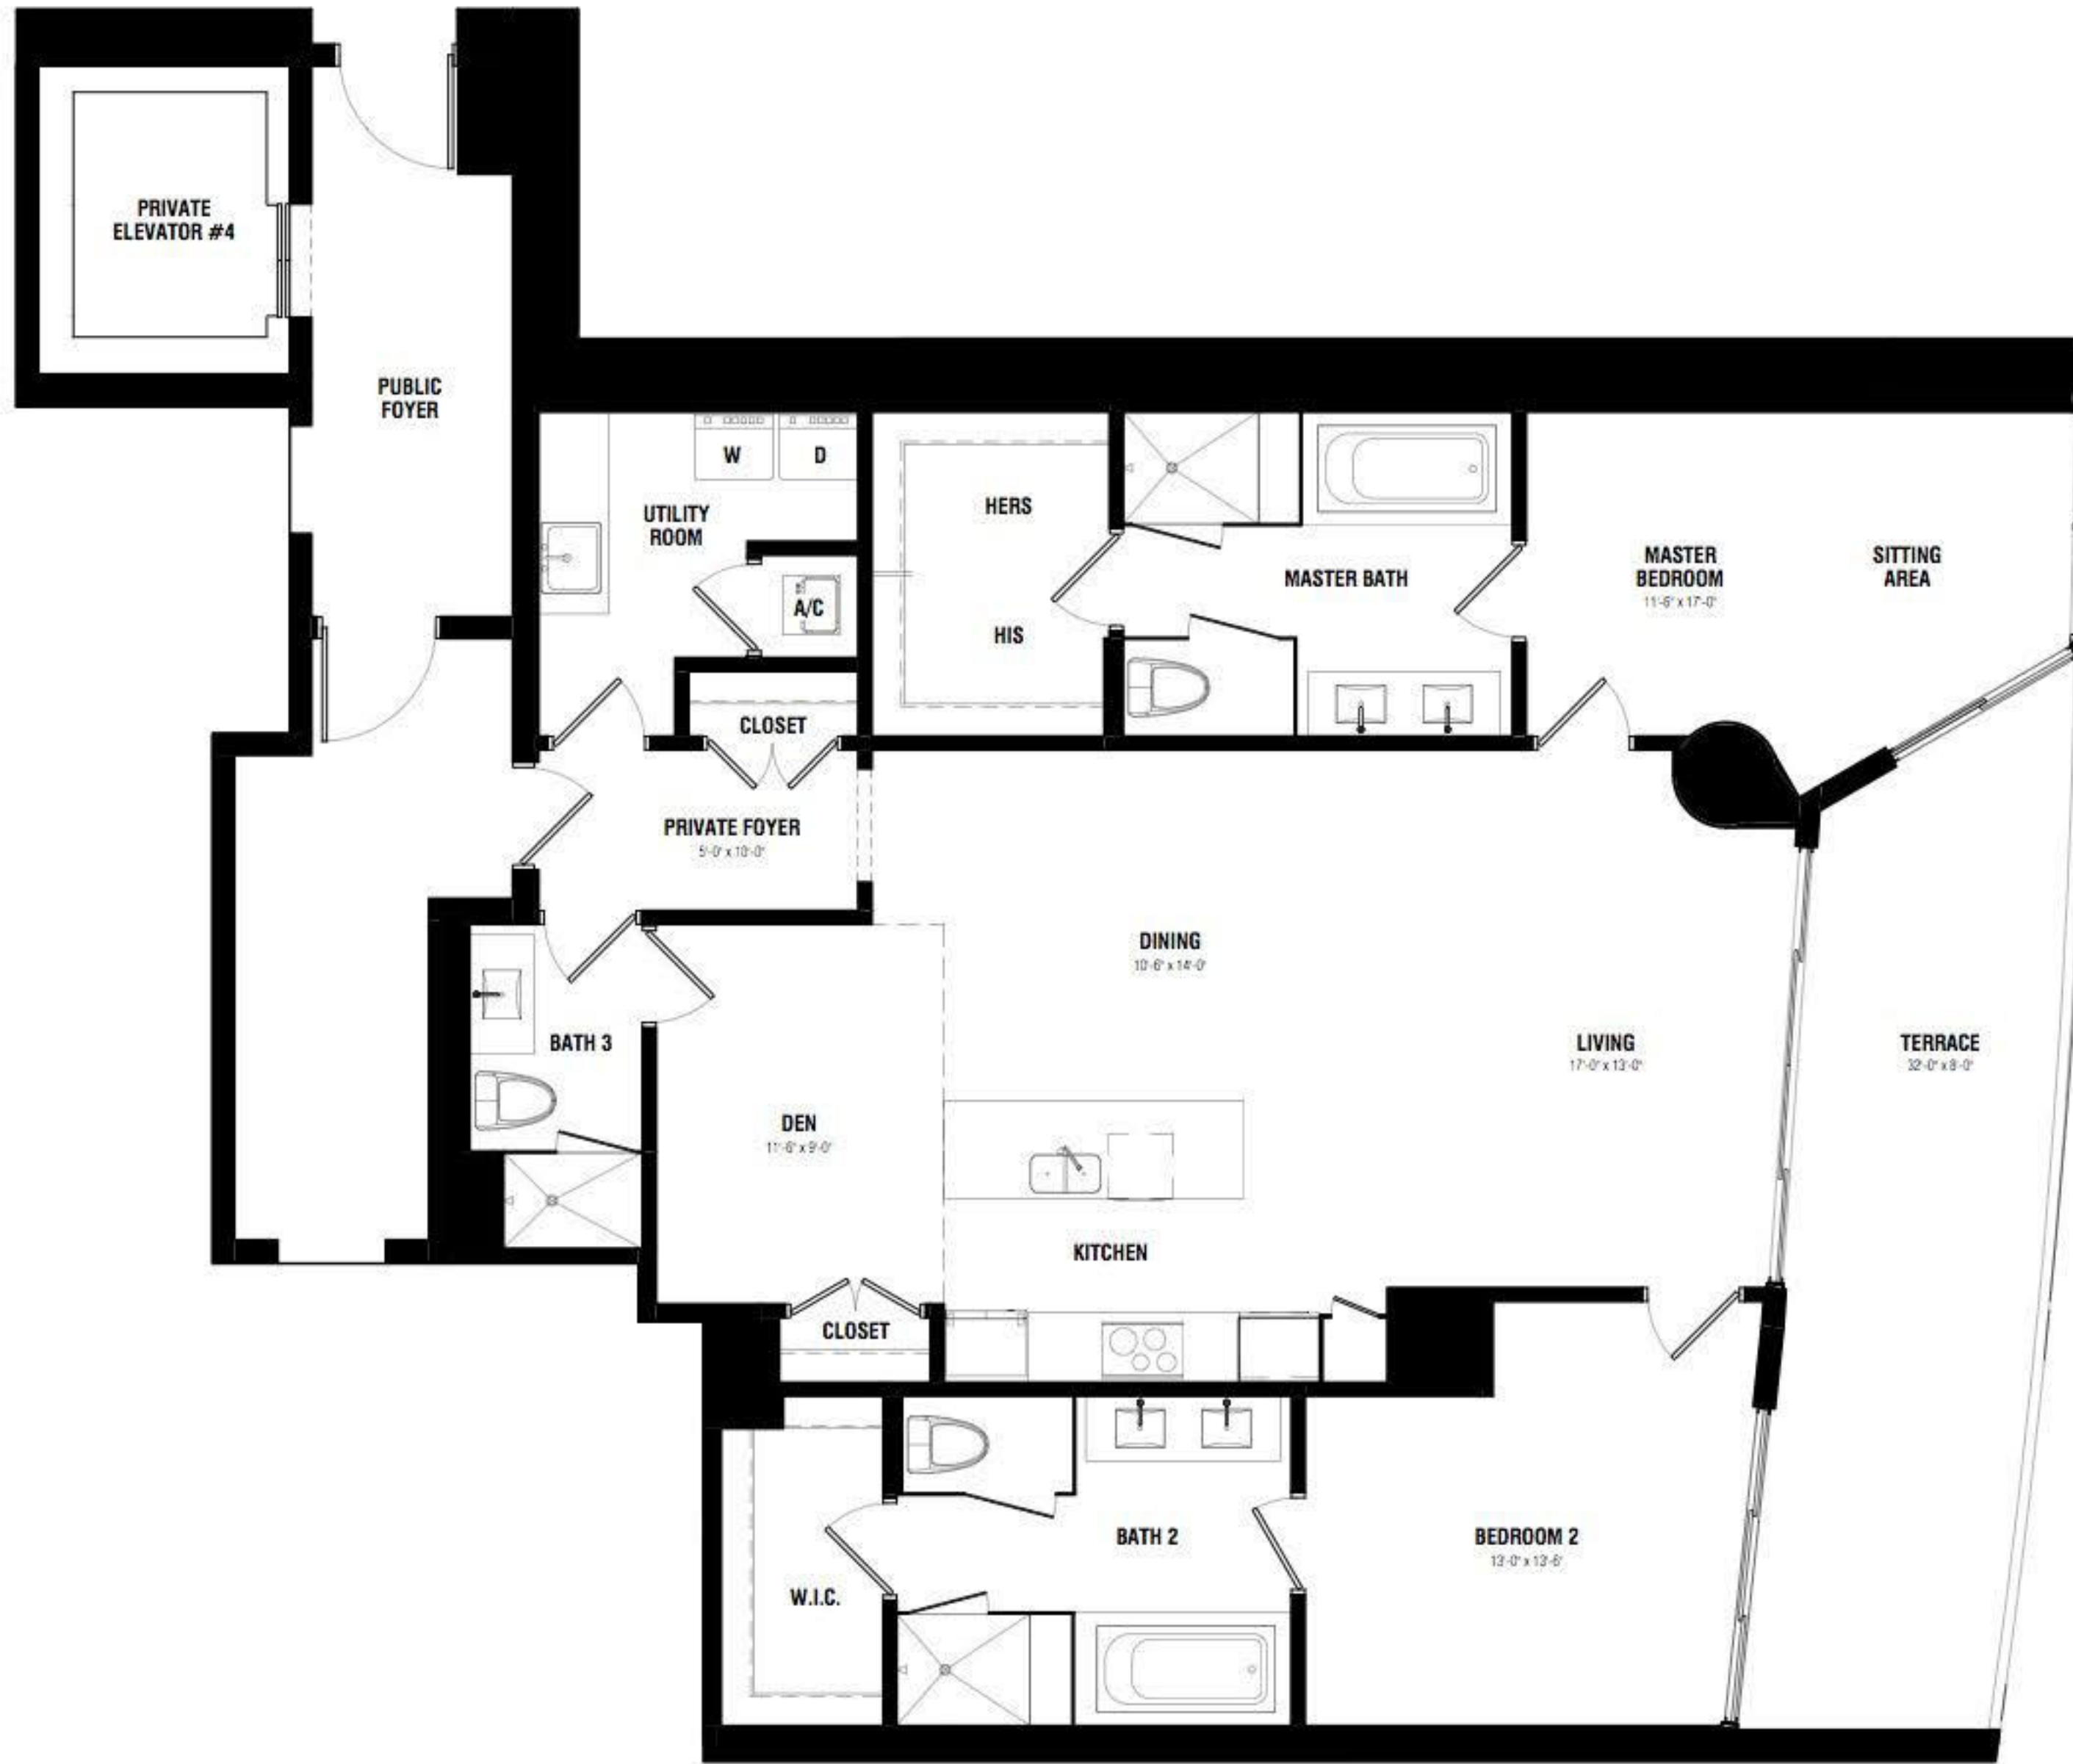 PRIVATE
ELEVATOR #4
PUBLIC
FOYER
W
D
UTILITY
ROOM
A/C
HERS
HIS
MASTER BATH
MASTER
BEDROOM
11'-6" x 17'-0"
SITTING
AREA
CLOSET
PRIVATE FOYER
5'-0" x 10'-0"
DINING
10'-6" x 14'-0"
BATH 3
LIVING
17'-0" x 13'-0"
TERRACE
32'-0" x 8'-0"
DEN
11'-6" x 9'-0"
KITCHEN
CLOSET
BATH 2
BEDROOM 2
13'-0" x 13'-6"
W.I.C.